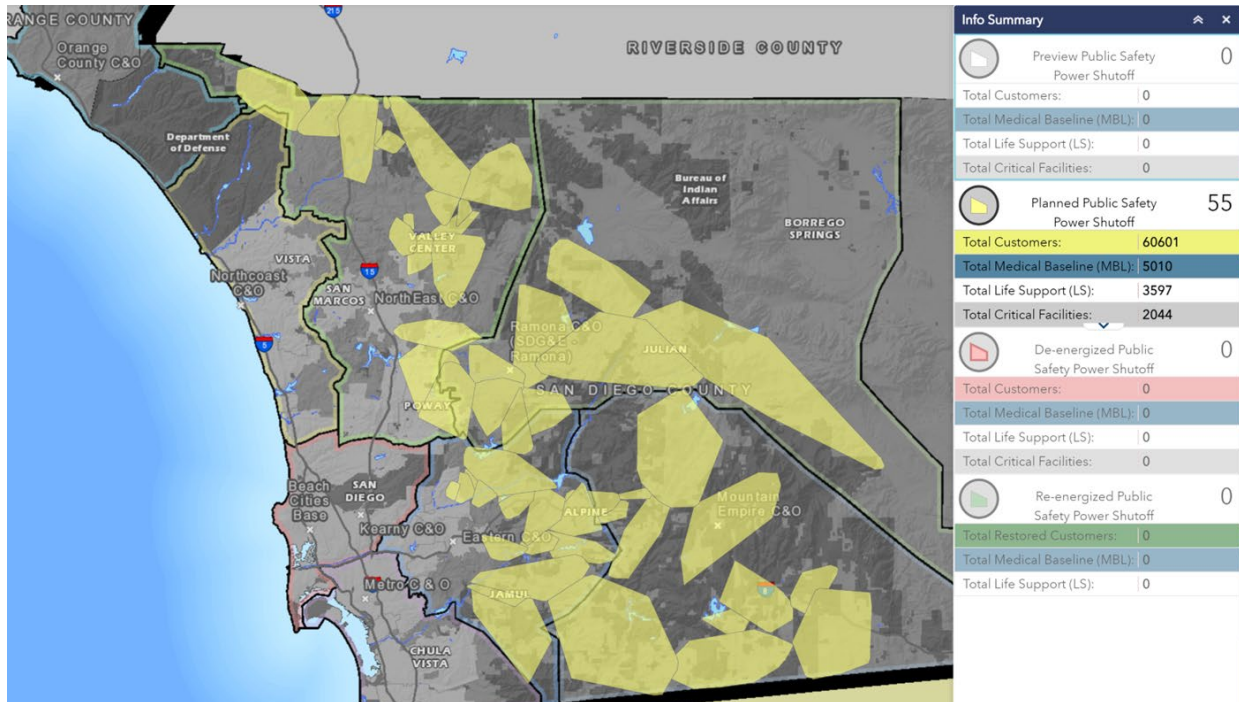 ORANGE COUNTY
Orange
County C&O
215
RIVERSIDE COUNTY
Department
of Defense
Bureau of
Indian
Affairs
BORREGO
SPRINGS
VALLEY
CENTER
VISTA
15
Northcoast
C&O
SAN
MARCOS
NorthEast C&O
Ramona C&O
(SDG&E -
Ramona)
JULIAN
5
SAN DIEGO COUNTY
POWAY
Beach
Cities
Base
SAN
DIEGO
Kearny C&O
Eastern C&O
ALPINE
Mountain
Empire C&O
Metro C & O
JAMUL
8
CHULA
VISTA
Info Summary
Preview Public Safety
Power Shutoff
0
Total Customers: 0
Total Medical Baseline (MBL): 0
Total Life Support (LS): 0
Total Critical Facilities: 0
Planned Public Safety
Power Shutoff
55
Total Customers: 60601
Total Medical Baseline (MBL): 5010
Total Life Support (LS): 3597
Total Critical Facilities: 2044
De-energized Public
Safety Power Shutoff
0
Total Customers: 0
Total Medical Baseline (MBL): 0
Total Life Support (LS): 0
Total Critical Facilities: 0
Re-energized Public
Safety Power Shutoff
0
Total Restored Customers: 0
Total Medical Baseline (MBL): 0
Total Life Support (LS): 0